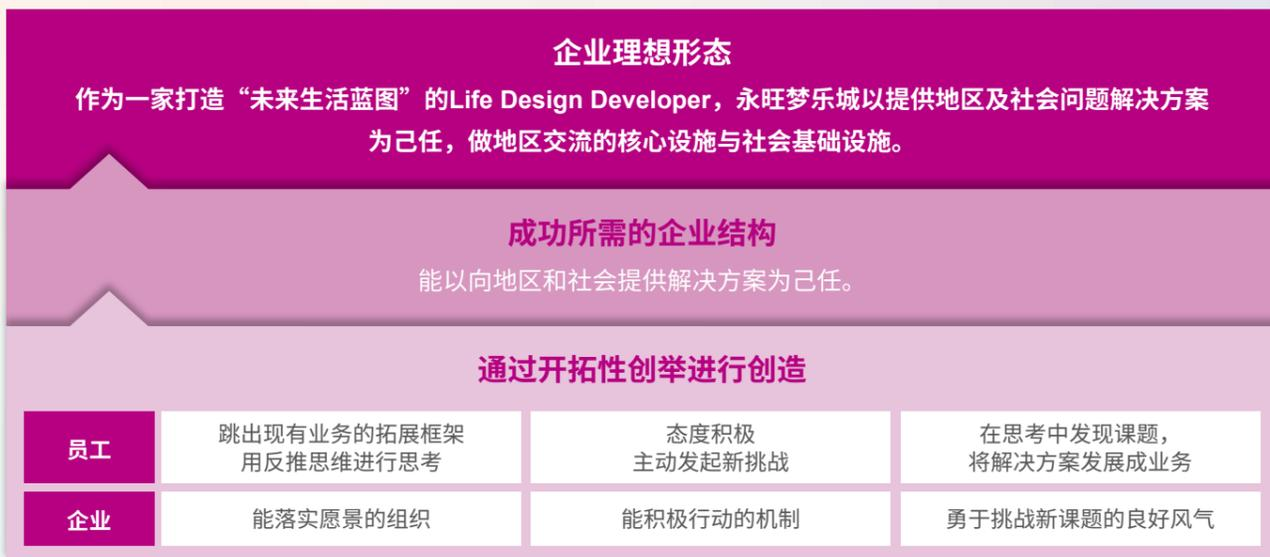 企业理想形态
作为一家打造“未来生活蓝图”的Life Design Developer，永旺梦乐城以提供地区及社会问题解决方案
为己任，做地区交流的核心设施与社会基础设施。
成功所需的企业结构
能以向地区和社会提供解决方案为己任。
通过开拓性创举进行创造
员工
跳出现有业务的拓展框架
用反推思维进行思考
态度积极
主动发起新挑战
在思考中发现课题，
将解决方案发展成业务
企业
能落实愿景的组织
能积极行动的机制
勇于挑战新课题的良好风气